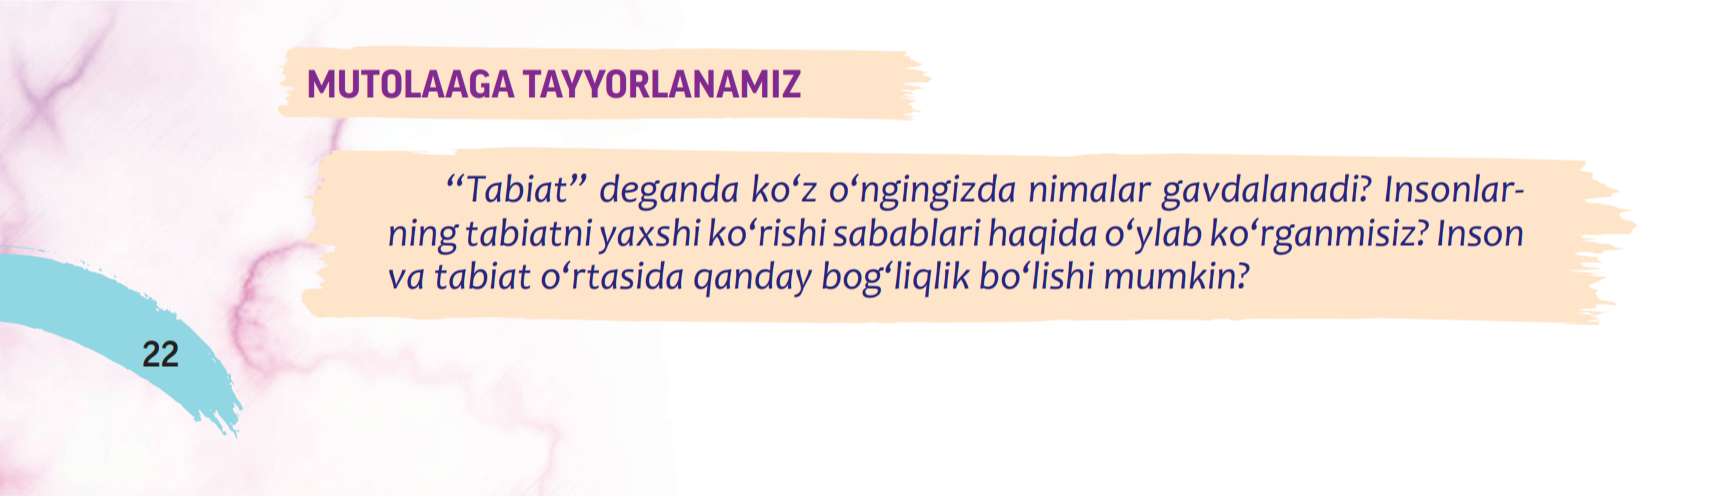 MUTOLAAGA TAYYORLANAMIZ
“Tabiat” deganda ko‘z o‘ngingizda nimalar gavdalanadi? Insonlar-
ning tabiatni yaxshi ko‘rishi sabablari haqida o‘ylab ko‘rganmisiz? Inson
va tabiat o‘rtasida qanday bog‘liqlik bo‘lishi mumkin?
22